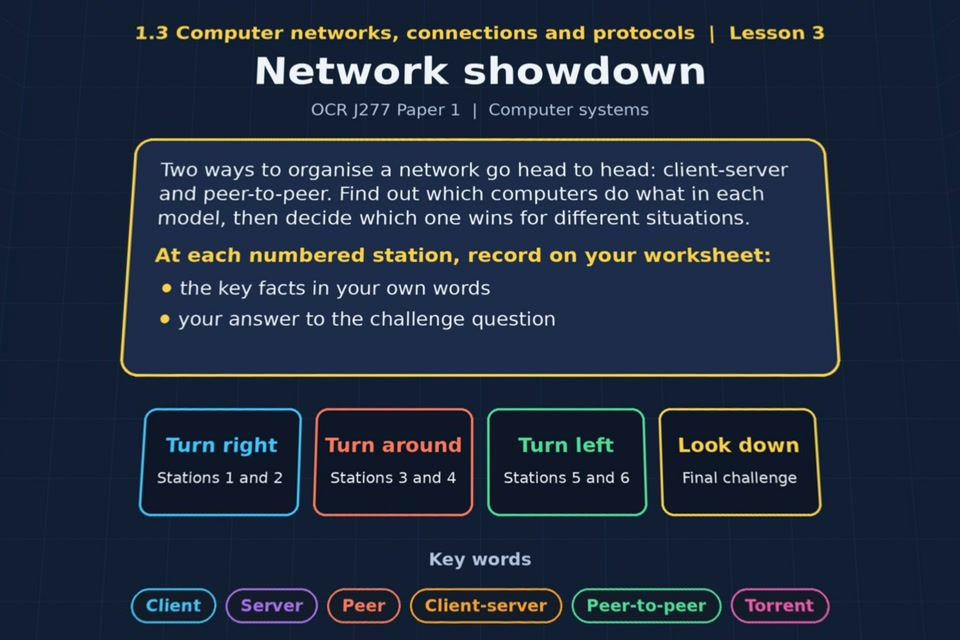 1.3 Computer networks, connections and protocols | Lesson 3
Network showdown
OCR J277 Paper 1 | Computer systems
Two ways to organise a network go head to head: client-server
and peer-to-peer. Find out which computers do what in each
model, then decide which one wins for different situations.
At each numbered station, record on your worksheet:
• the key facts in your own words
• your answer to the challenge question
Turn right
Stations 1 and 2
Turn around
Stations 3 and 4
Turn left
Stations 5 and 6
Look down
Final challenge
Key words
Client Server Peer Client-server Peer-to-peer Torrent